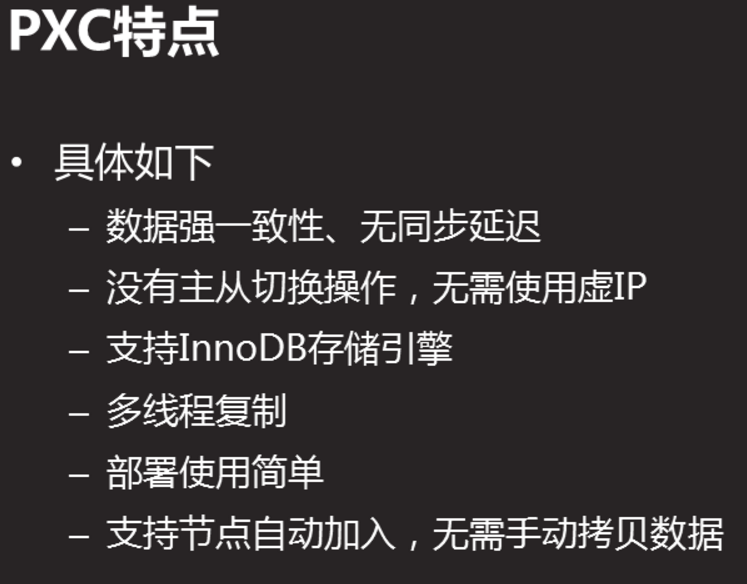 PXC特点
• 具体如下
– 数据强一致性、无同步延迟
– 没有主从切换操作，无需使用虚IP
– 支持InnoDB存储引擎
– 多线程复制
– 部署使用简单
– 支持节点自动加入，无需手动拷贝数据